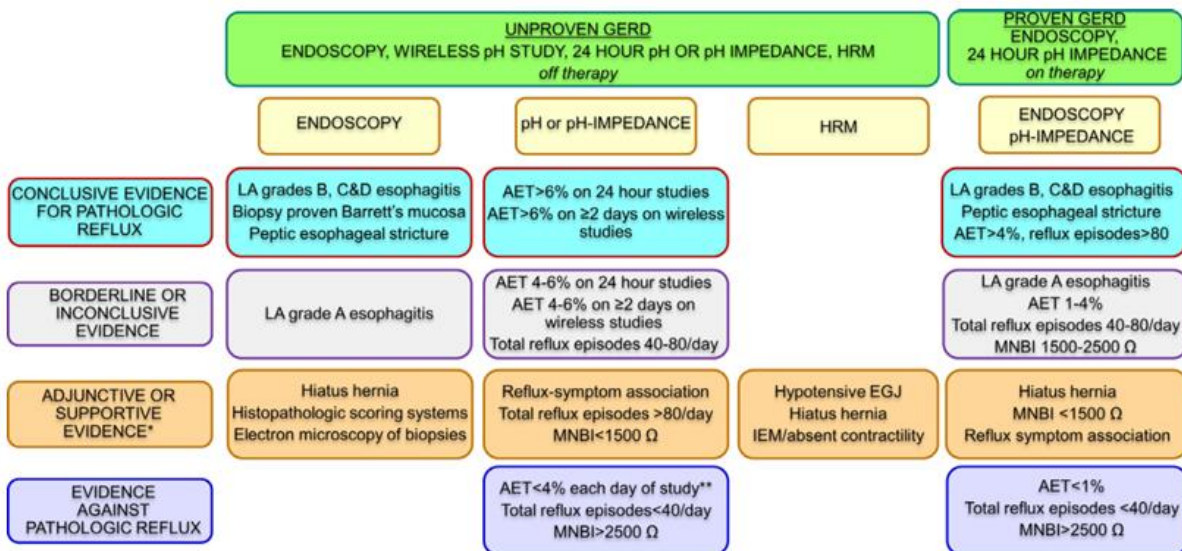 UNPROVEN GERD
ENDOSCOPY, WIRELESS pH STUDY, 24 HOUR pH OR pH IMPEDANCE, HRM
off therapy
PROVEN GERD
ENDOSCOPY,
24 HOUR pH IMPEDANCE
on therapy
ENDOSCOPY
pH or pH-IMPEDANCE
HRM
ENDOSCOPY
pH-IMPEDANCE
CONCLUSIVE EVIDENCE
FOR PATHOLOGIC
REFLUX
LA grades B, C&D esophagitis
Biopsy proven Barrett's mucosa
Peptic esophageal stricture
AET>6% on 24 hour studies
AET>6% on ≥2 days on wireless
studies
LA grades B, C&D esophagitis
Peptic esophageal stricture
AET>4%, reflux episodes>80
BORDERLINE OR
INCONCLUSIVE
EVIDENCE
LA grade A esophagitis
AET 4-6% on 24 hour studies
AET 4-6% on ≥2 days on
wireless studies
Total reflux episodes 40-80/day
LA grade A esophagitis
AET 1-4%
Total reflux episodes 40-80/day
MNBI 1500-2500 Ω
ADJUNCTIVE OR
SUPPORTIVE
EVIDENCE*
Hiatus hernia
Histopathologic scoring systems
Electron microscopy of biopsies
Reflux-symptom association
Total reflux episodes >80/day
MNBI<1500 Ω
Hypotensive EGJ
Hiatus hernia
IEM/absent contractility
Hiatus hernia
MNBI <1500 Ω
Reflux symptom association
EVIDENCE
AGAINST
PATHOLOGIC REFLUX
AET<4% each day of study**
Total reflux episodes<40/day
MNBI>2500 Ω
AET<1%
Total reflux episodes <40/day
MNBI>2500 Ω